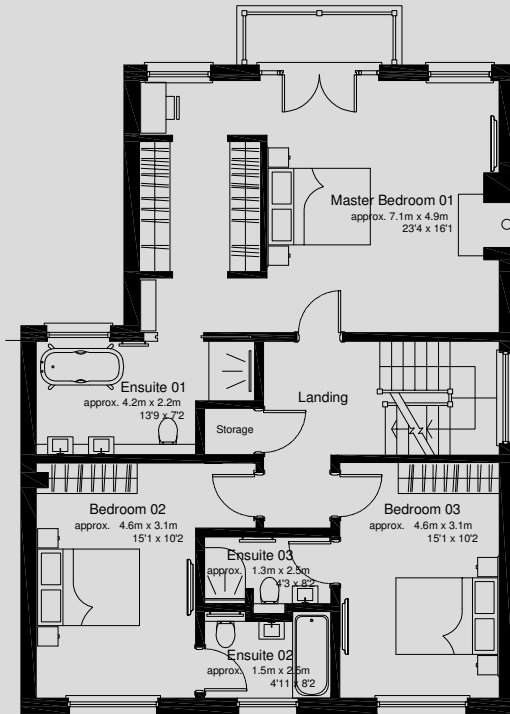 Master Bedroom 01
approx. 7.1m x 4.9m
23'4 x 16'1
Ensuite 01
approx. 4.2m x 2.2m
13'9 x 7'2
Landing
Storage
Bedroom 02
approx. 4.6m x 3.1m
15'1 x 10'2
Bedroom 03
approx. 4.6m x 3.1m
15'1 x 10'2
Ensuite 03
approx. 1.3m x 2.5m
4'3 x 8'2
Ensuite 02
approx. 1.5m x 2.5m
4'11 x 8'2